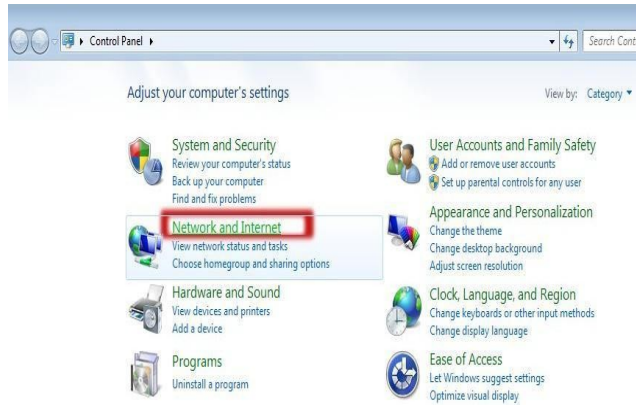 Control Panel
Search Cont
Adjust your computer's settings
View by: Category
System and Security
Review your computer's status
Back up your computer
Find and fix problems
Network and Internet
View network status and tasks
Choose homegroup and sharing options
Hardware and Sound
View devices and printers
Add a device
Programs
Uninstall a program
User Accounts and Family Safety
Add or remove user accounts
Set up parental controls for any user
Appearance and Personalization
Change the theme
Change desktop background
Adjust screen resolution
Clock, Language, and Region
Change keyboards or other input methods
Change display language
Ease of Access
Let Windows suggest settings
Optimize visual display